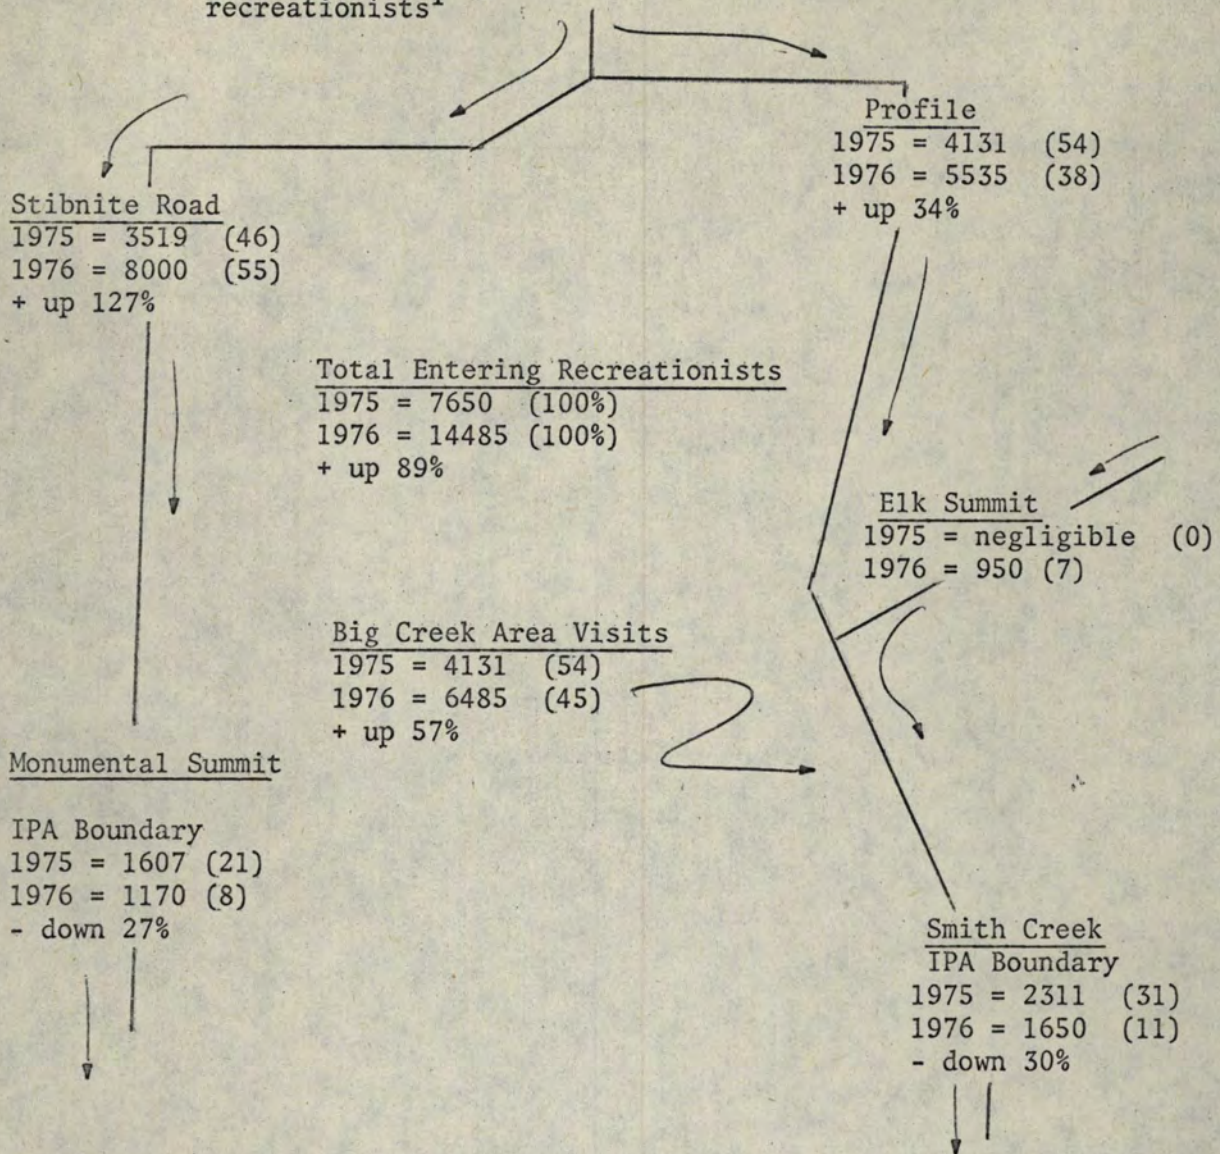 recreationists¹
Profile
1975 = 4131 (54)
1976 = 5535 (38)
+ up 34%
Stibnite Road
1975 = 3519 (46)
1976 = 8000 (55)
+ up 127%
Total Entering Recreationists
1975 = 7650 (100%)
1976 = 14485 (100%)
+ up 89%
Elk Summit
1975 = negligible (0)
1976 = 950 (7)
Big Creek Area Visits
1975 = 4131 (54)
1976 = 6485 (45)
+ up 57%
Monumental Summit
IPA Boundary
1975 = 1607 (21)
1976 = 1170 (8)
- down 27%
Smith Creek
IPA Boundary
1975 = 2311 (31)
1976 = 1650 (11)
- down 30%